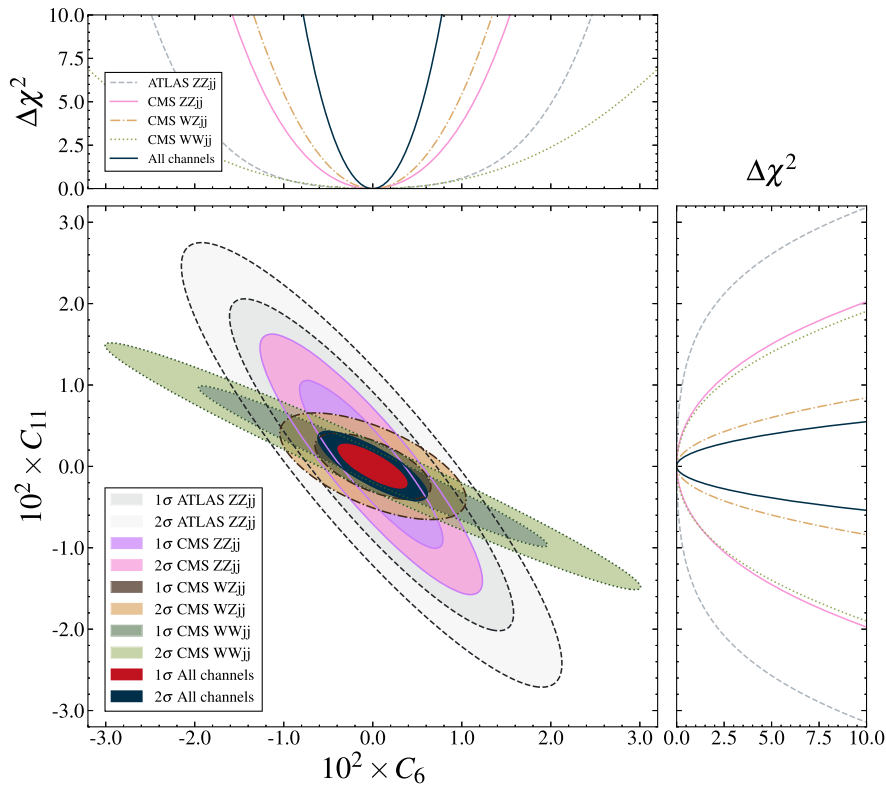 10.0
7.5
5.0
2.5
0.0
Δχ²
ATLAS ZZjj
CMS ZZjj
CMS WZjj
CMS WWjj
All channels
Δχ²
3.0
2.0
1.0
0.0
-1.0
-2.0
-3.0
10² × C₁₁
1σ ATLAS ZZjj
2σ ATLAS ZZjj
1σ CMS ZZjj
2σ CMS ZZjj
1σ CMS WZjj
2σ CMS WZjj
1σ CMS WWjj
2σ CMS WWjj
1σ All channels
2σ All channels
-3.0 -2.0 -1.0 0.0 1.0 2.0 3.0
10² × C₆
0.0 2.5 5.0 7.5 10.0